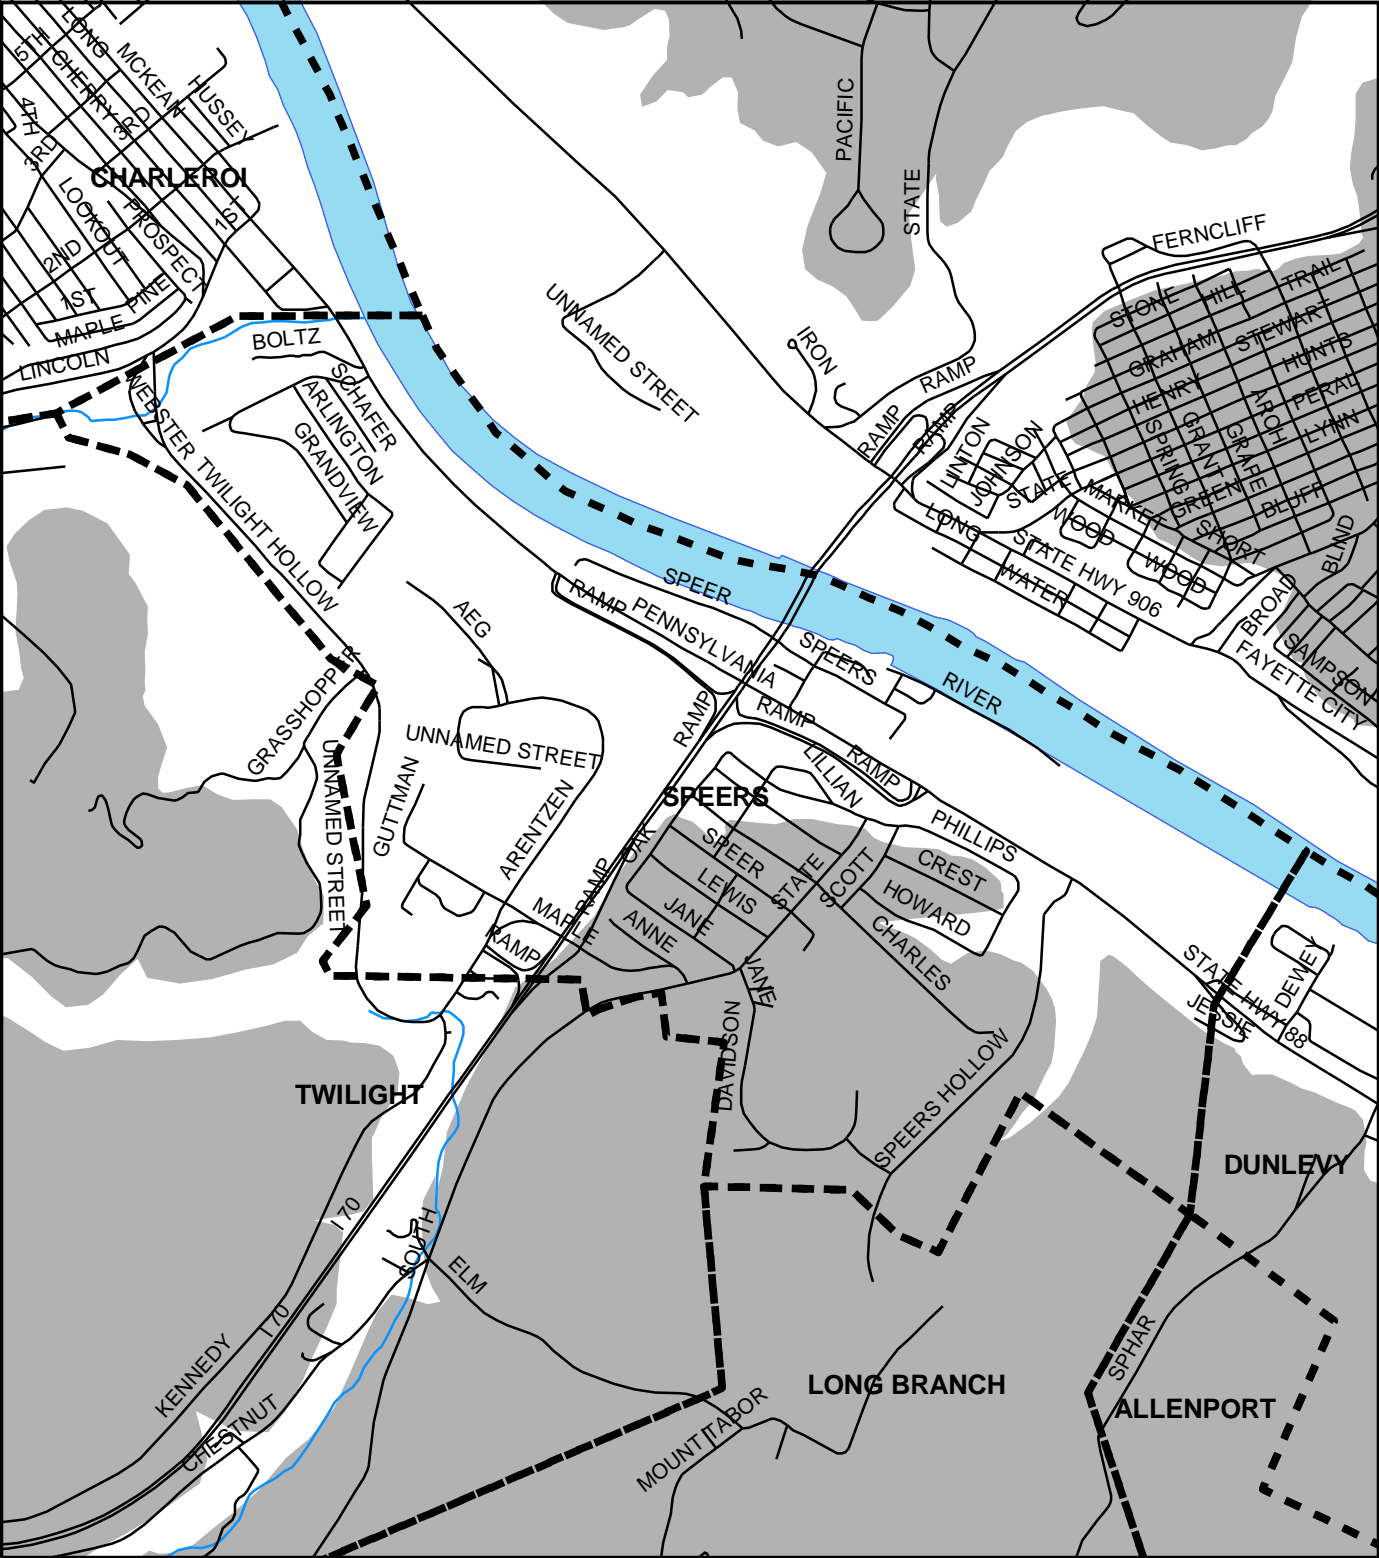 LONG
5TH
MCKEAN
CHERRY
HUSSEY
4TH
3RD
3RD
CHARLEROI
LOOKOUT
PROSPECT
1ST
2ND
1ST
PINE
MAPLE
LINCOLN
BOLTZ
WEBSTER
SCHAFER
ARLINGTON
GRANDVIEW
TWILIGHT HOLLOW
PACIFIC
STATE
FERNCLIFF
UNNAMED STREET
IRON
RAMP
RAMP
RAMP
STONE
HILL
TRAIL
GRAHAM
STEWART
HUNTS
HENRY
PERAL
ARCH
LYNN
GRANT
GRAPE
SPRING
GREEN
BLUFF
LINTON
JOHNSON
STATE
MARKET
WOOD
SHORT
WOOD
LONG
STATE HWY 906
WATER
BLIND
BROAD
SAMPSON
FAYETTE CITY
SPEER
RAMP
PENNSYLVANIA
SPEERS
RIVER
AEG
GRASSHOPPER
UNNAMED STREET
UNNAMED STREET
GUTTMAN
ARENTZEN
RAMP
RAMP
RAMP
LILLIAN
SPEERS
PHILLIPS
OAK
SPEER
STATE
SCOTT
CREST
LEWIS
HOWARD
RAMP
MAPLE
JANE
ANNE
CHARLES
RAMP
JANE
DAVIDSON
SPEERS HOLLOW
STATE HWY 88
DEWEY
JESSIE
TWILIGHT
DUNLEVY
I 70
SOUTH
ELM
I 70
KENNEDY
CHESTNUT
SPHAR
LONG BRANCH
ALLENPORT
MOUNT TABOR